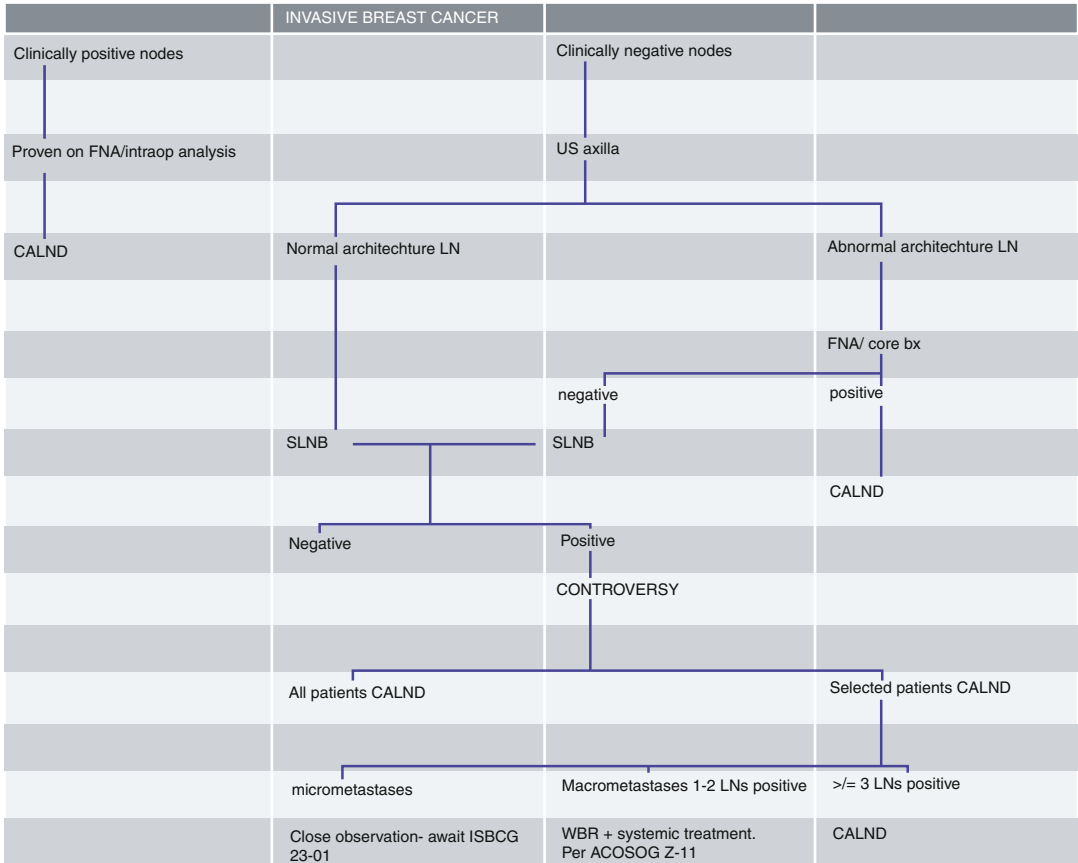 INVASIVE BREAST CANCER
Clinically positive nodes
Clinically negative nodes
Proven on FNA/intraop analysis
US axilla
CALND
Normal architechture LN
Abnormal architechture LN
FNA/ core bx
negative
positive
SLNB
SLNB
CALND
Negative
Positive
CONTROVERSY
All patients CALND
Selected patients CALND
micrometastases
Macrometastases 1-2 LNs positive
>/= 3 LNs positive
Close observation- await ISBCG
23-01
WBR + systemic treatment.
Per ACOSOG Z-11
CALND